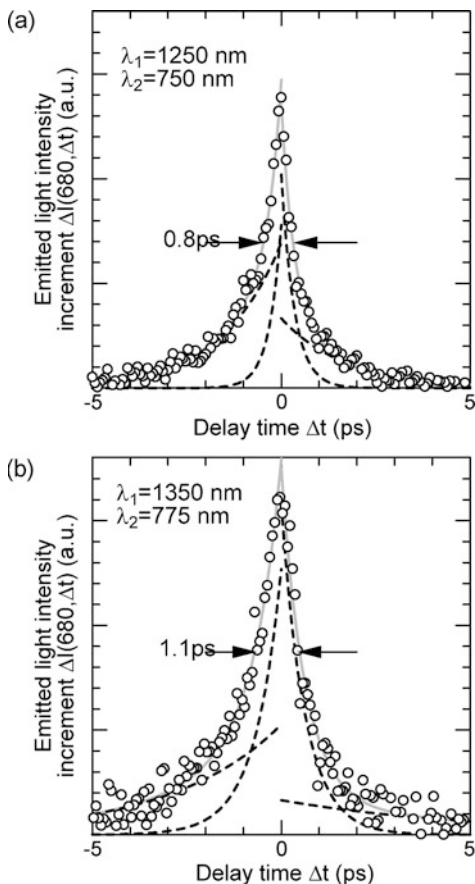 (a)
λ1=1250 nm
λ2=750 nm
0.8ps
Emitted light intensity
increment ΔI(680,Δt) (a.u.)
-5
0
5
Delay time Δt (ps)
(b)
λ1=1350 nm
λ2=775 nm
1.1ps
Emitted light intensity
increment ΔI(680,Δt) (a.u.)
-5
0
5
Delay time Δt (ps)